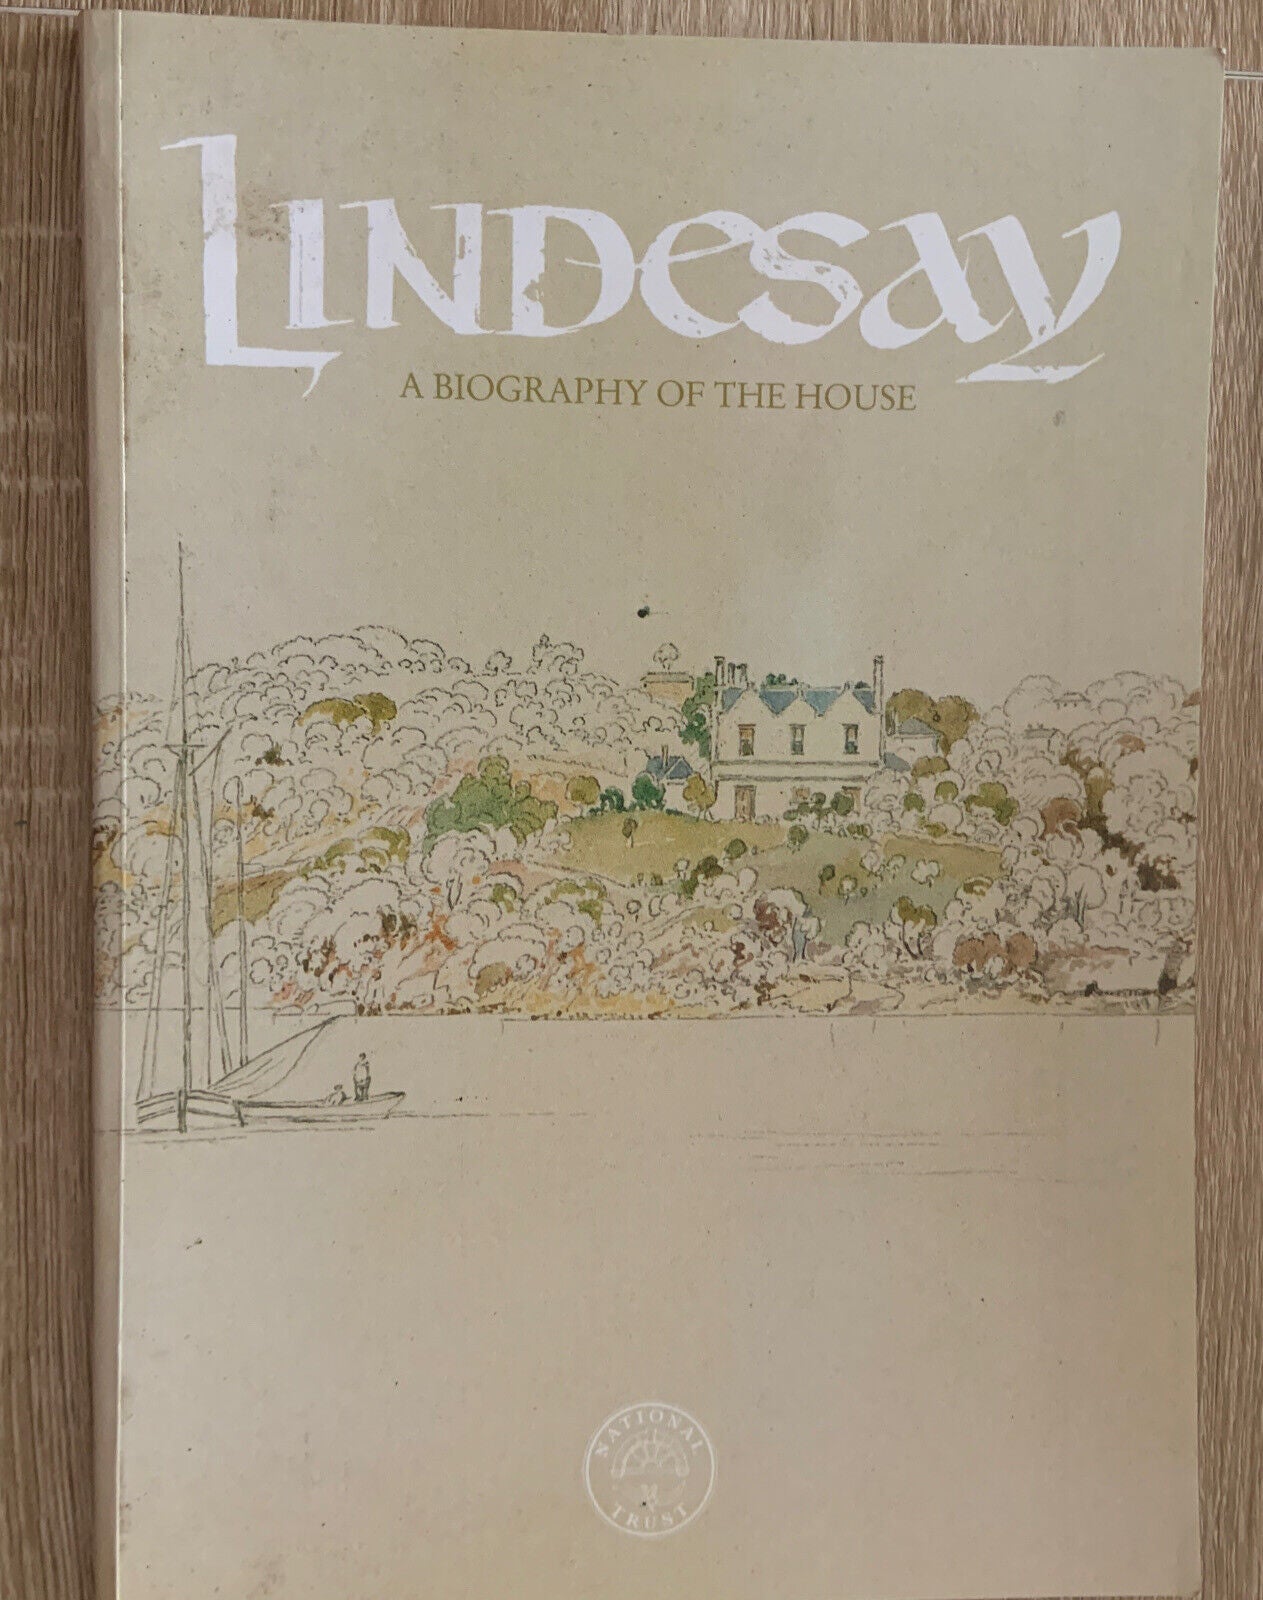 LINDESAY
A BIOGRAPHY OF THE HOUSE
NATIONAL
TRUST